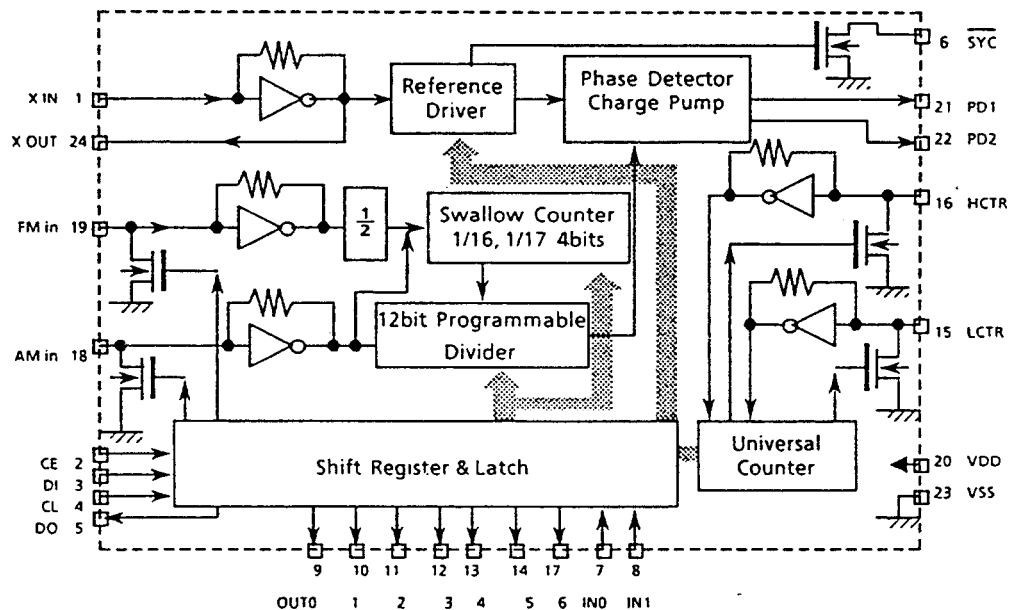 6 SYC
X IN 1
Reference
Driver
Phase Detector
Charge Pump
21 PD1
X OUT 24
22 PD2
16 HCTR
FM in 19
1
2
Swallow Counter
1/16, 1/17 4bits
12bit Programmable
Divider
15 LCTR
AM in 18
Shift Register & Latch
Universal
Counter
CE 2
DI 3
CL 4
DO 5
20 VDD
23 VSS
9 10 11 12 13 14 17 7 8
OUT0 1 2 3 4 5 6 IN0 IN1